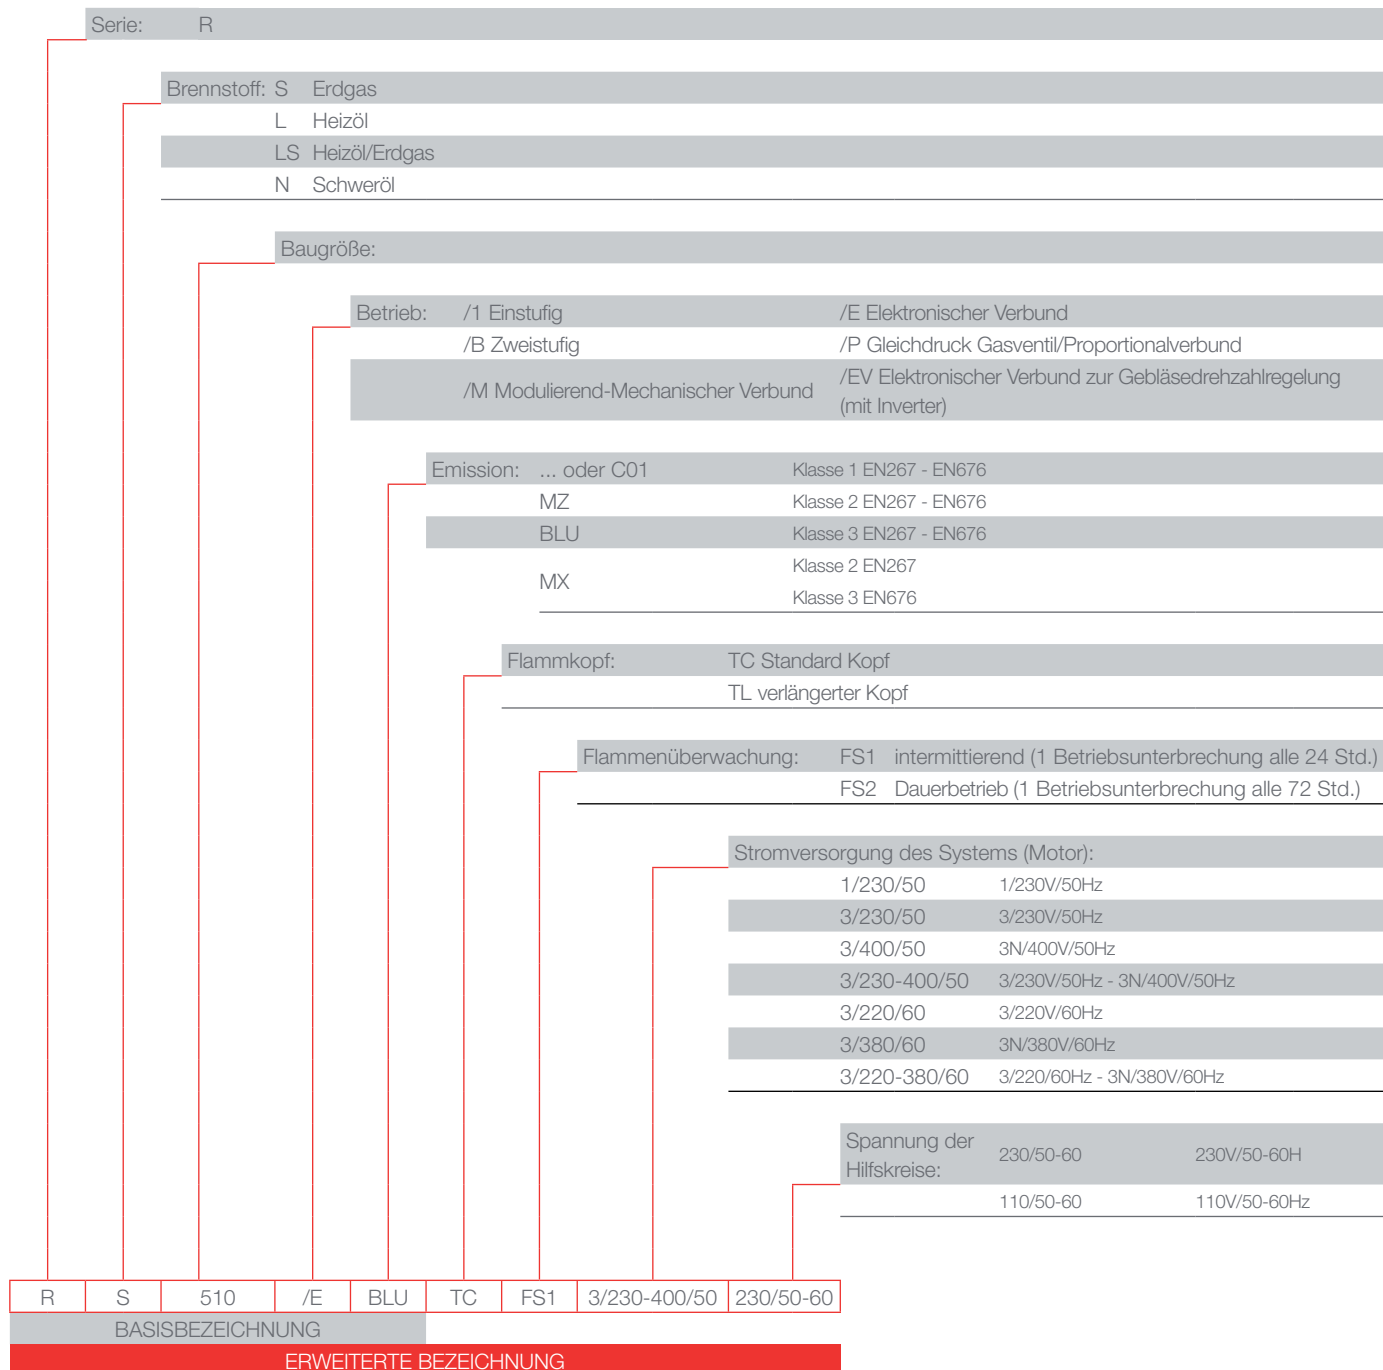 Serie: R
Brennstoff: S Erdgas
L Heizöl
LS Heizöl/Erdgas
N Schweröl
Baugröße:
Betrieb: /1 Einstufig /E Elektronischer Verbund
/B Zweistufig /P Gleichdruck Gasventil/Proportionalverbund
/M Modulierend-Mechanischer Verbund /EV Elektronischer Verbund zur Gebläsedrehzahlregelung
(mit Inverter)
Emission: ... oder C01 Klasse 1 EN267 - EN676
MZ Klasse 2 EN267 - EN676
BLU Klasse 3 EN267 - EN676
MX Klasse 2 EN267
Klasse 3 EN676
Flammkopf: TC Standard Kopf
TL verlängerter Kopf
Flammenüberwachung: FS1 intermittierend (1 Betriebsunterbrechung alle 24 Std.)
FS2 Dauerbetrieb (1 Betriebsunterbrechung alle 72 Std.)
Stromversorgung des Systems (Motor):
1/230/50 1/230V/50Hz
3/230/50 3/230V/50Hz
3/400/50 3N/400V/50Hz
3/230-400/50 3/230V/50Hz - 3N/400V/50Hz
3/220/60 3/220V/60Hz
3/380/60 3N/380V/60Hz
3/220-380/60 3/220/60Hz - 3N/380V/60Hz
Spannung der
Hilfskreise: 230/50-60 230V/50-60H
110/50-60 110V/50-60Hz
R S 510 /E BLU TC FS1 3/230-400/50 230/50-60
BASISBEZEICHNUNG
ERWEITERTE BEZEICHNUNG